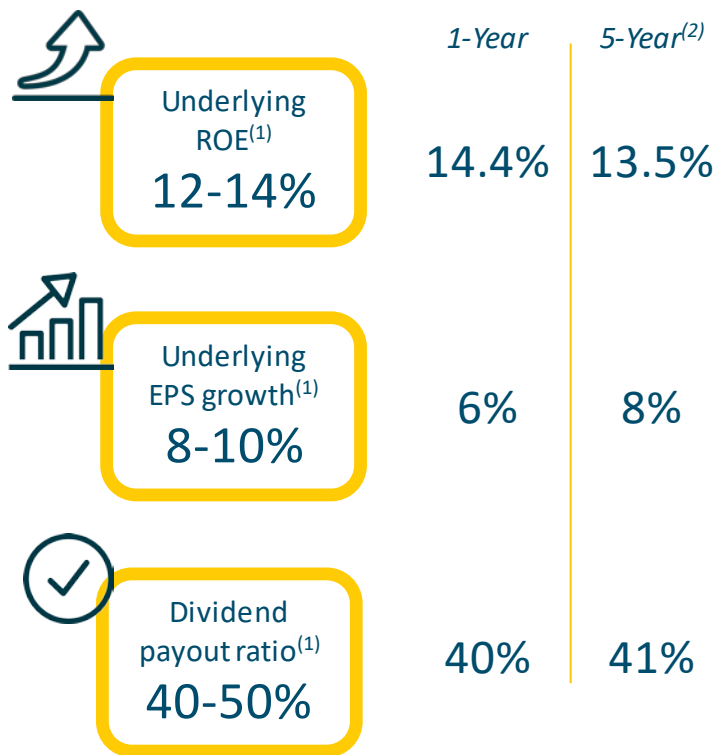 1-Year
5-Year(2)
Underlying
ROE(1)
12-14%
14.4%
13.5%
Underlying
EPS growth(1)
8-10%
6%
8%
Dividend
payout ratio(1)
40-50%
40%
41%